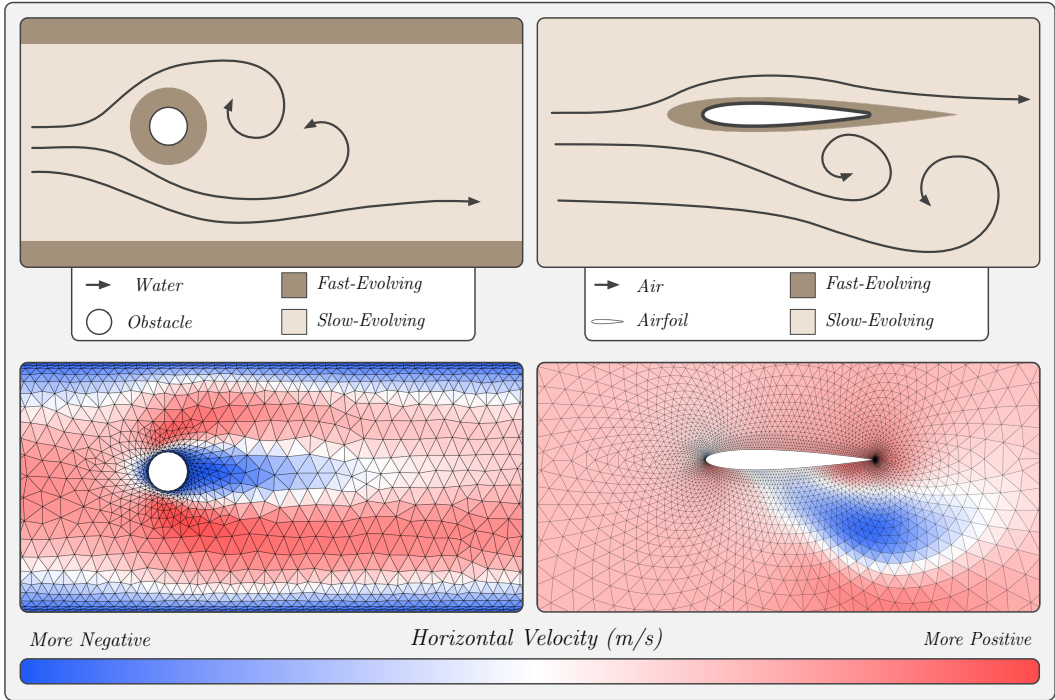 Water
Fast-Evolving
Obstacle
Slow-Evolving
Air
Fast-Evolving
Airfoil
Slow-Evolving
More Negative
Horizontal Velocity (m/s)
More Positive